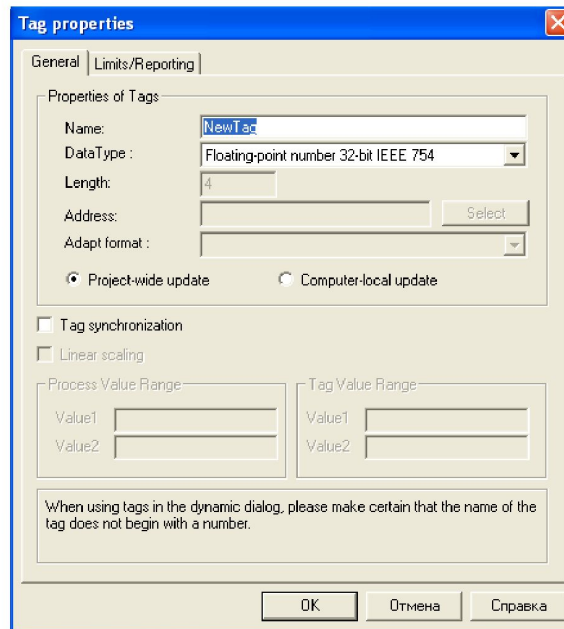 Tag properties
General Limits/Reporting
Properties of Tags
Name: NewTag
DataType : Floating-point number 32-bit IEEE 754
Length: 4
Address: Select
Adapt format :
Project-wide update Computer-local update
Tag synchronization
Linear scaling
Process Value Range Tag Value Range
Value1 Value1
Value2 Value2
When using tags in the dynamic dialog, please make certain that the name of the
tag does not begin with a number.
OK Отмена Справка